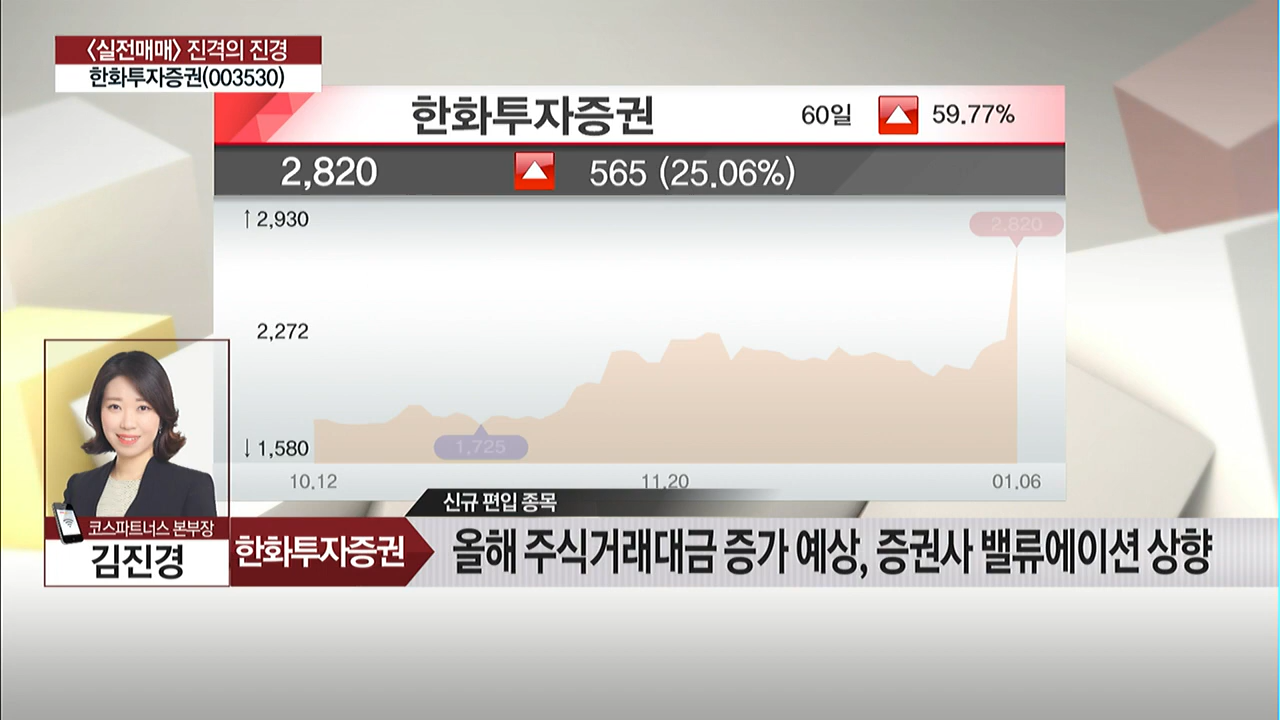 <실전매매> 진격의 진경
한화투자증권(003530)
한화투자증권 60일 ▲ 59.77%
2,820 ▲ 565 (25.06%)
↑2,930
2,820
2,272
1,725
↓1,580
10.12 11.20 01.06
신규 편입 종목
코스파트너스 본부장
김진경
한화투자증권 올해 주식거래대금 증가 예상, 증권사 밸류에이션 상향